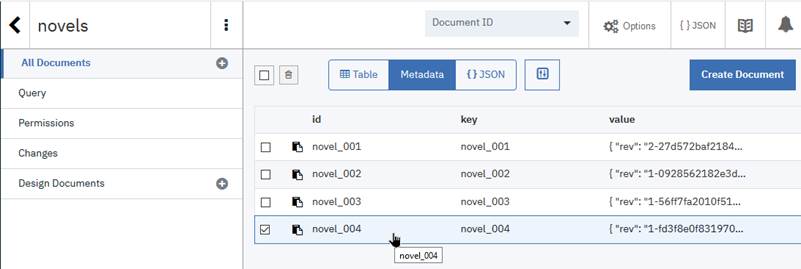 novels
Document ID
Options
{ } JSON
All Documents
Query
Permissions
Changes
Design Documents
Table
Metadata
{ } JSON
Create Document
id key value
novel_001 novel_001 { "rev": "2-27d572baf2184...
novel_002 novel_002 { "rev": "1-0928562182e3d...
novel_003 novel_003 { "rev": "1-56ff7fa2010f51...
novel_004 novel_004 { "rev": "1-fd3f8e0f831970...
novel_004